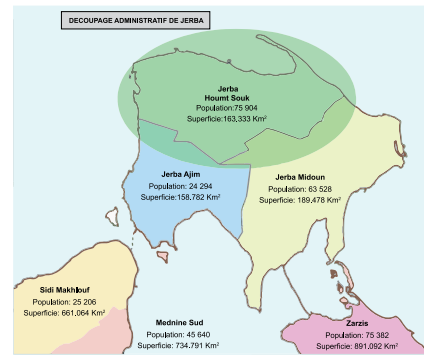 DECOUPAGE ADMINISTRATIF DE JERBA
Jerba
Houmt Souk
Population:75 904
Superficie:163,333 Km²
Jerba Ajim
Population: 24 294
Superficie:158.782 Km²
Jerba Midoun
Population: 63 528
Superficie: 189.478 Km²
Sidi Makhlouf
Population: 25 206
Superficie: 661.064 Km²
Mednine Sud
Population: 45 640
Superficie: 734.791 Km²
Zarzis
Population: 75 382
Superficie: 891.092 Km²